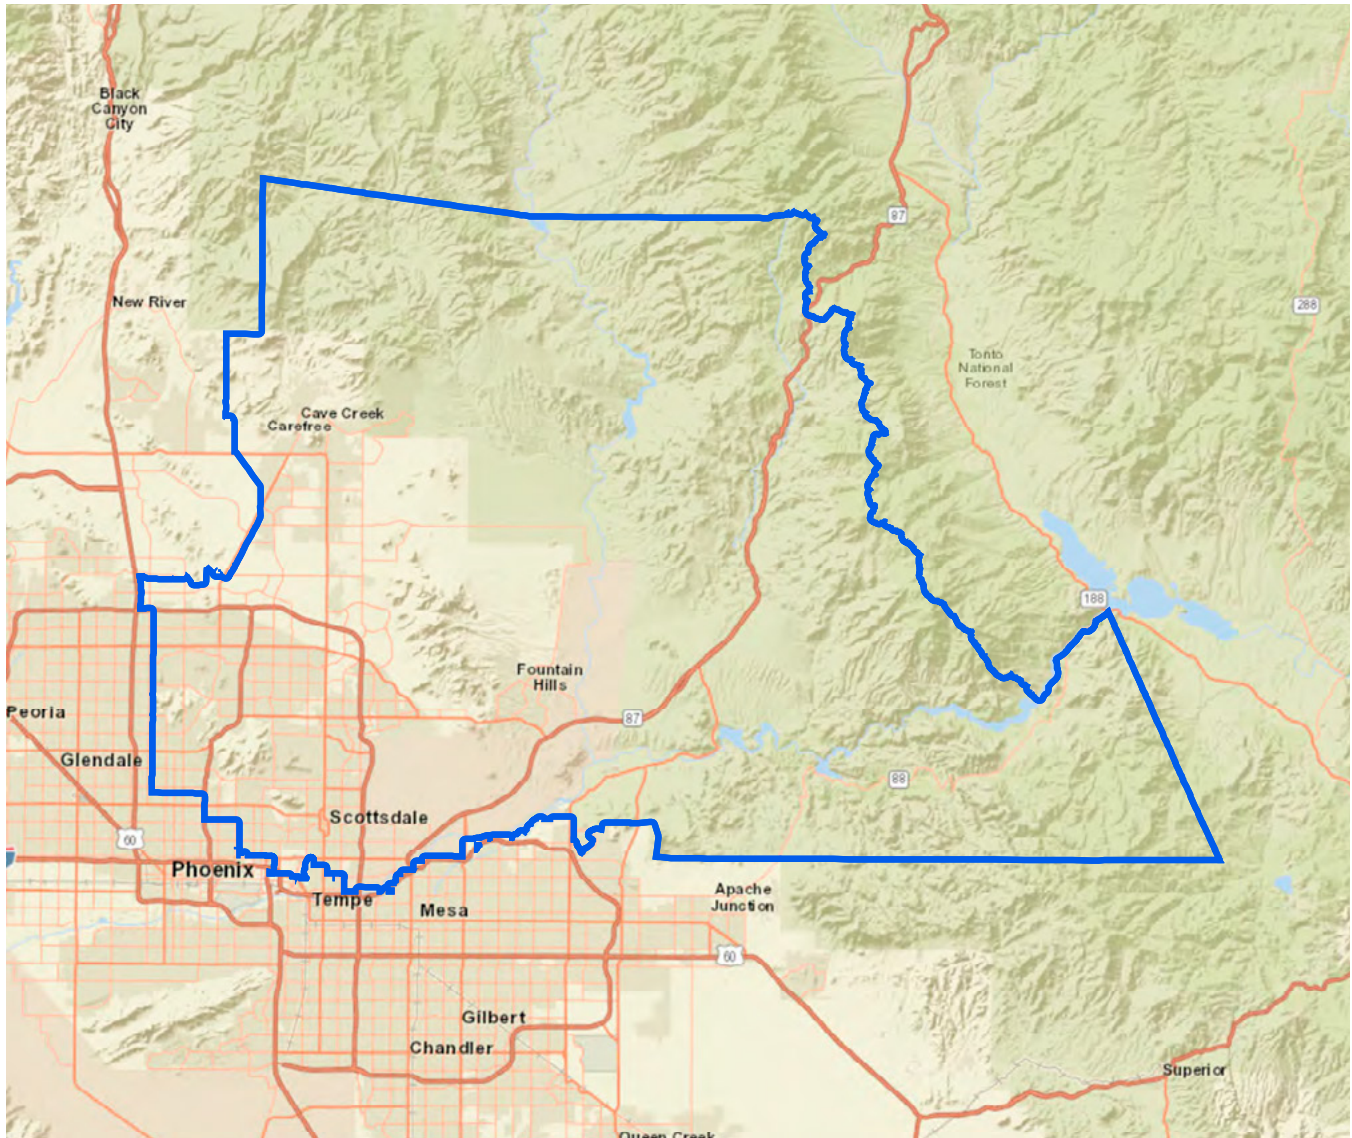 Black
Canyon
City
87
New River
288
Tonto
National
Forest
Cave Creek
Carefree
188
Fountain
Hills
Peoria
87
Glendale
88
Scottsdale
60
Phoenix
Tempe
Mesa
Apache
Junction
60
Gilbert
Chandler
Superior
Queen Creek